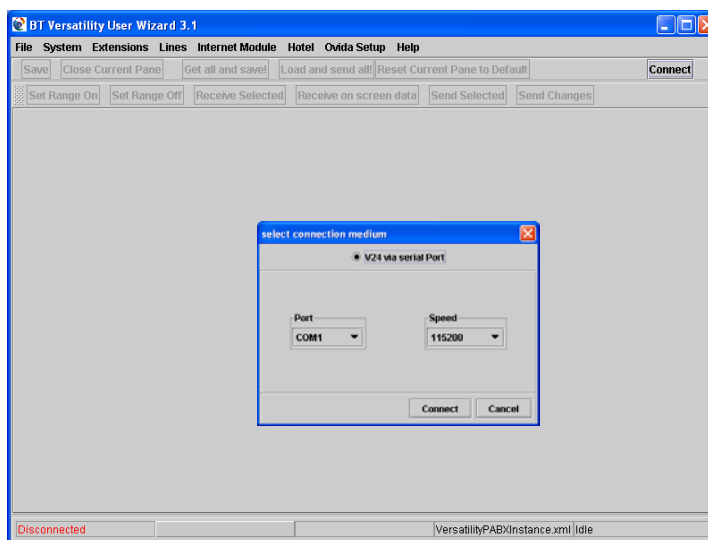 BT Versatility User Wizard 3.1
File System Extensions Lines Internet Module Hotel Ovida Setup Help
Save Close Current Pane Get all and save! Load and send all! Reset Current Pane to Default Connect
Set Range On Set Range Off Receive Selected Receive on screen data Send Selected Send Changes
select connection medium
V24 via serial Port
Port Speed
COM1 115200
Connect Cancel
Disconnected VersatilityPABXInstance.xml Idle